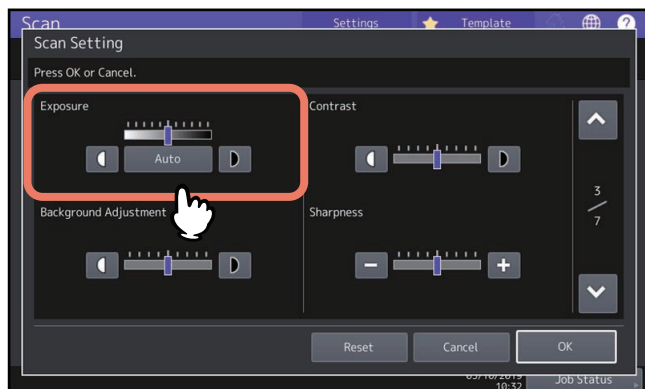 Scan Settings Template ?
Scan Setting
Press OK or Cancel.
Exposure Contrast
Auto
3
7
Background Adjustment Sharpness
Reset Cancel OK
10:32 Job Status